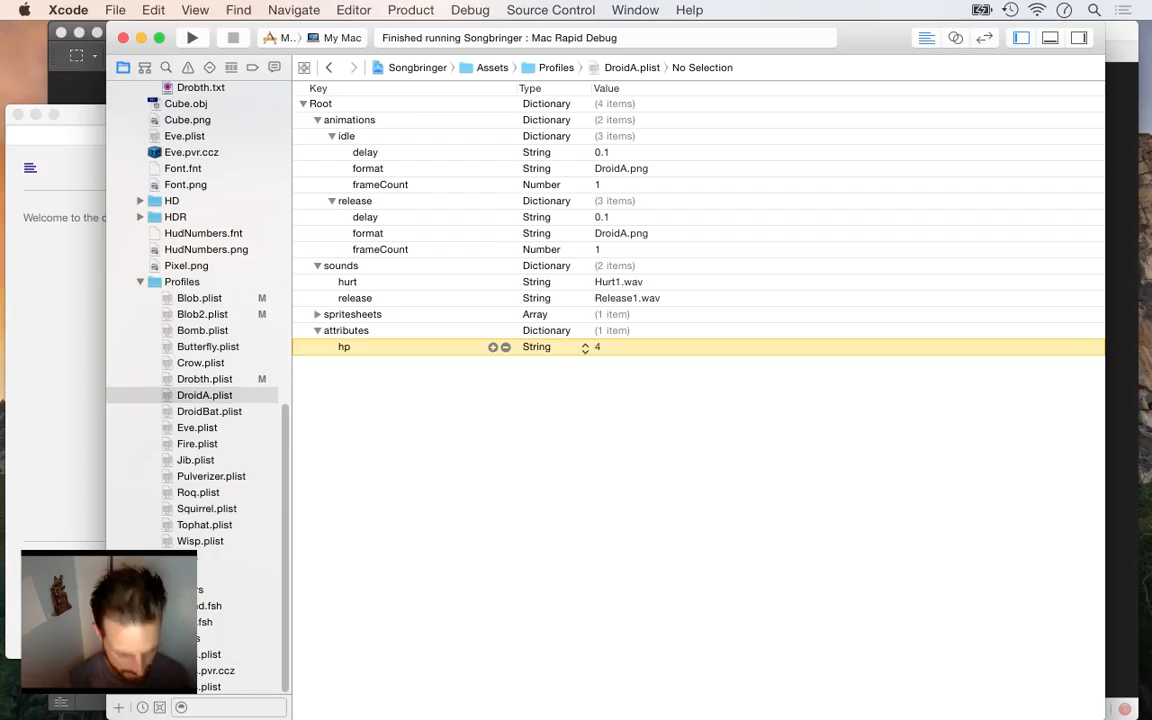 Xcode File Edit View Find Navigate Editor Product Debug Source Control Window Help
M.. My Mac Finished running Songbringer : Mac Rapid Debug
Songbringer Assets Profiles DroidA.plist No Selection
Drobth.txt
Cube.obj
Cube.png
Eve.plist
Eve.pvr.ccz
Font.fnt
Font.png
HD
HDR
HudNumbers.fnt
HudNumbers.png
Pixel.png
Profiles
Blob.plist M
Blob2.plist M
Bomb.plist
Butterfly.plist
Crow.plist
Drobth.plist M
DroidA.plist
DroidBat.plist
Eve.plist
Fire.plist
Jib.plist
Pulverizer.plist
Roq.plist
Squirrel.plist
Tophat.plist
Wisp.plist
rs
d.fsh
s.fsh
s
s.plist
s.pvr.ccz
s.plist
Welcome to the c
Key Type Value
Root Dictionary (4 items)
animations Dictionary (2 items)
idle Dictionary (3 items)
delay String 0.1
format String DroidA.png
frameCount Number 1
release Dictionary (3 items)
delay String 0.1
format String DroidA.png
frameCount Number 1
sounds Dictionary (2 items)
hurt String Hurt1.wav
release String Release1.wav
spritesheets Array (1 item)
attributes Dictionary (1 item)
hp String 4